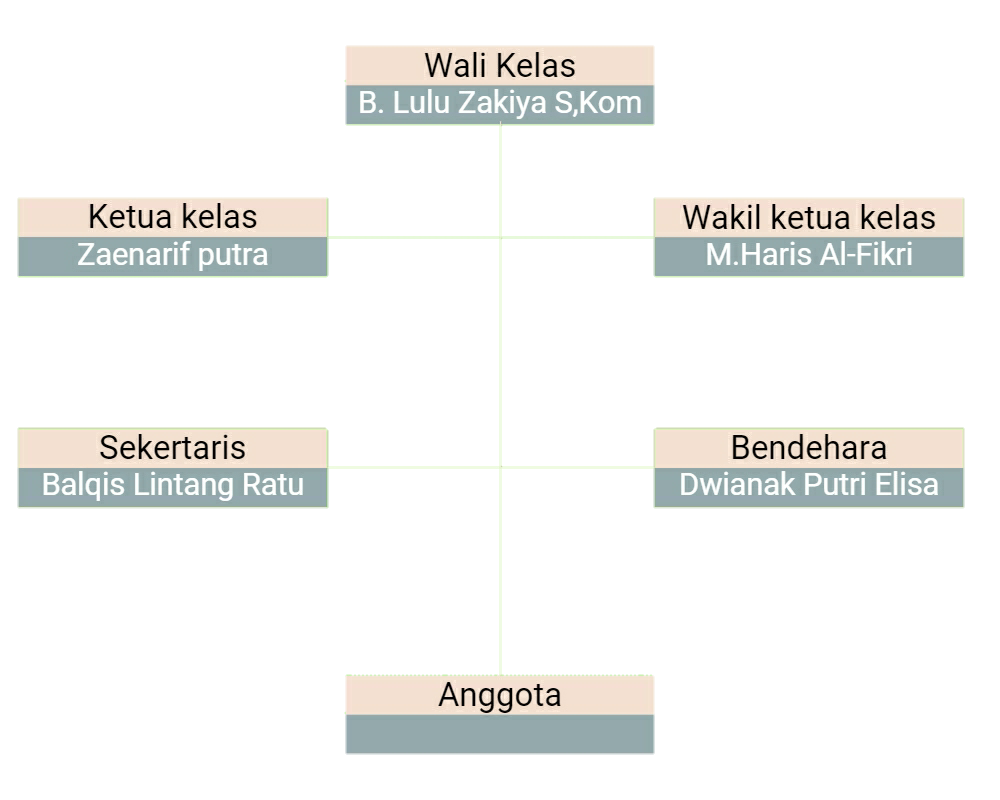 Wali Kelas
B. Lulu Zakiya S,Kom
Ketua kelas
Zaenarif putra
Wakil ketua kelas
M.Haris Al-Fikri
Sekertaris
Balqis Lintang Ratu
Bendehara
Dwianak Putri Elisa
Anggota